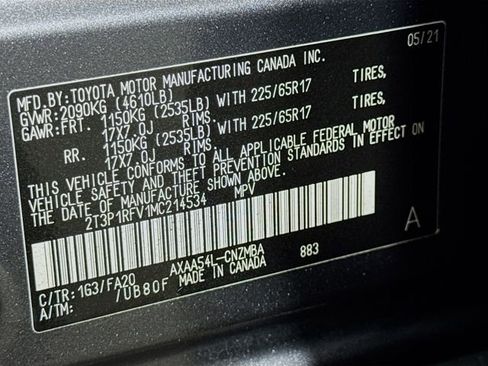 MFD.BY:TOYOTA MOTOR MANUFACTURING CANADA INC. 05/21
GVWR:2090KG (4610LB)
GAWR:FRT. 1150KG (2535LB) WITH 225/65R17 TIRES,
17X7.0J RIMS.
RR. 1150KG (2535LB) WITH 225/65R17 TIRES,
17X7.0J RIMS.
THIS VEHICLE CONFORMS TO ALL APPLICABLE FEDERAL MOTOR
VEHICLE SAFETY AND THEFT PREVENTION STANDARDS IN EFFECT ON
THE DATE OF MANUFACTURE SHOWN ABOVE.
2T3P1RFV1MC214534 MPV
A
C/TR:1G3/FA20 AXAA54L-CNZMBA 883
A/TM: /UB80F MADE IN CANADA